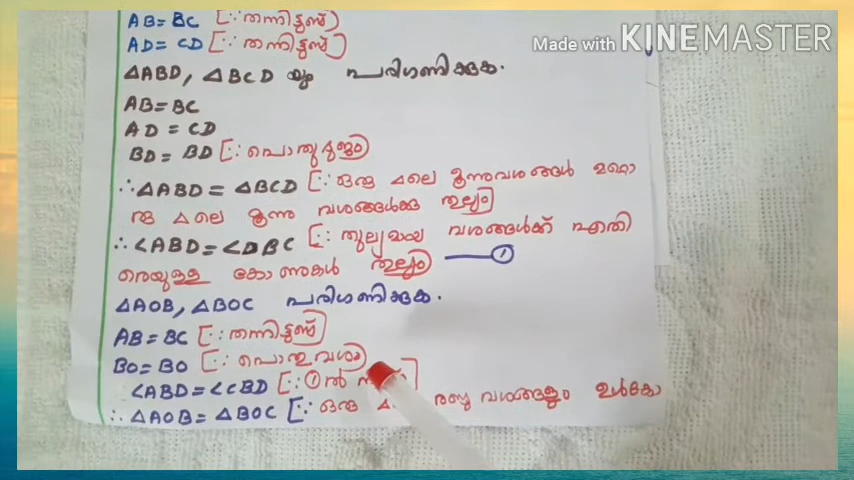 AB = BC [∵ തന്നിട്ടുണ്ട്]
AD = CD [∵ തന്നിട്ടുണ്ട്]
Made with KINEMASTER
△ABD, △BCD യും പരിഗണിക്കുക.
AB = BC
AD = CD
BD = BD [∵ പൊതുഭുജം]
∴ △ABD = △BCD [∵ ഒരു △ലെ മൂന്നുവശങ്ങൾ മറ്റൊ
രു △ലെ മൂന്നു വശങ്ങൾക്കു തുല്യം]
∴ ∠ABD = ∠DBC [∵ തുല്യമായ വശങ്ങൾക്ക് എതി
രെയുള്ള കോണുകൾ തുല്യം] —— ①
△AOB, △BOC പരിഗണിക്കുക.
AB = BC [∵ തന്നിട്ടുണ്ട്]
BO = BO [∵ പൊതുവശം]
∠ABD = ∠CBD [∵ ①ൽ
∴ △AOB = △BOC [∵ ഒരു രണ്ടു വശങ്ങളും ഉൾകോ